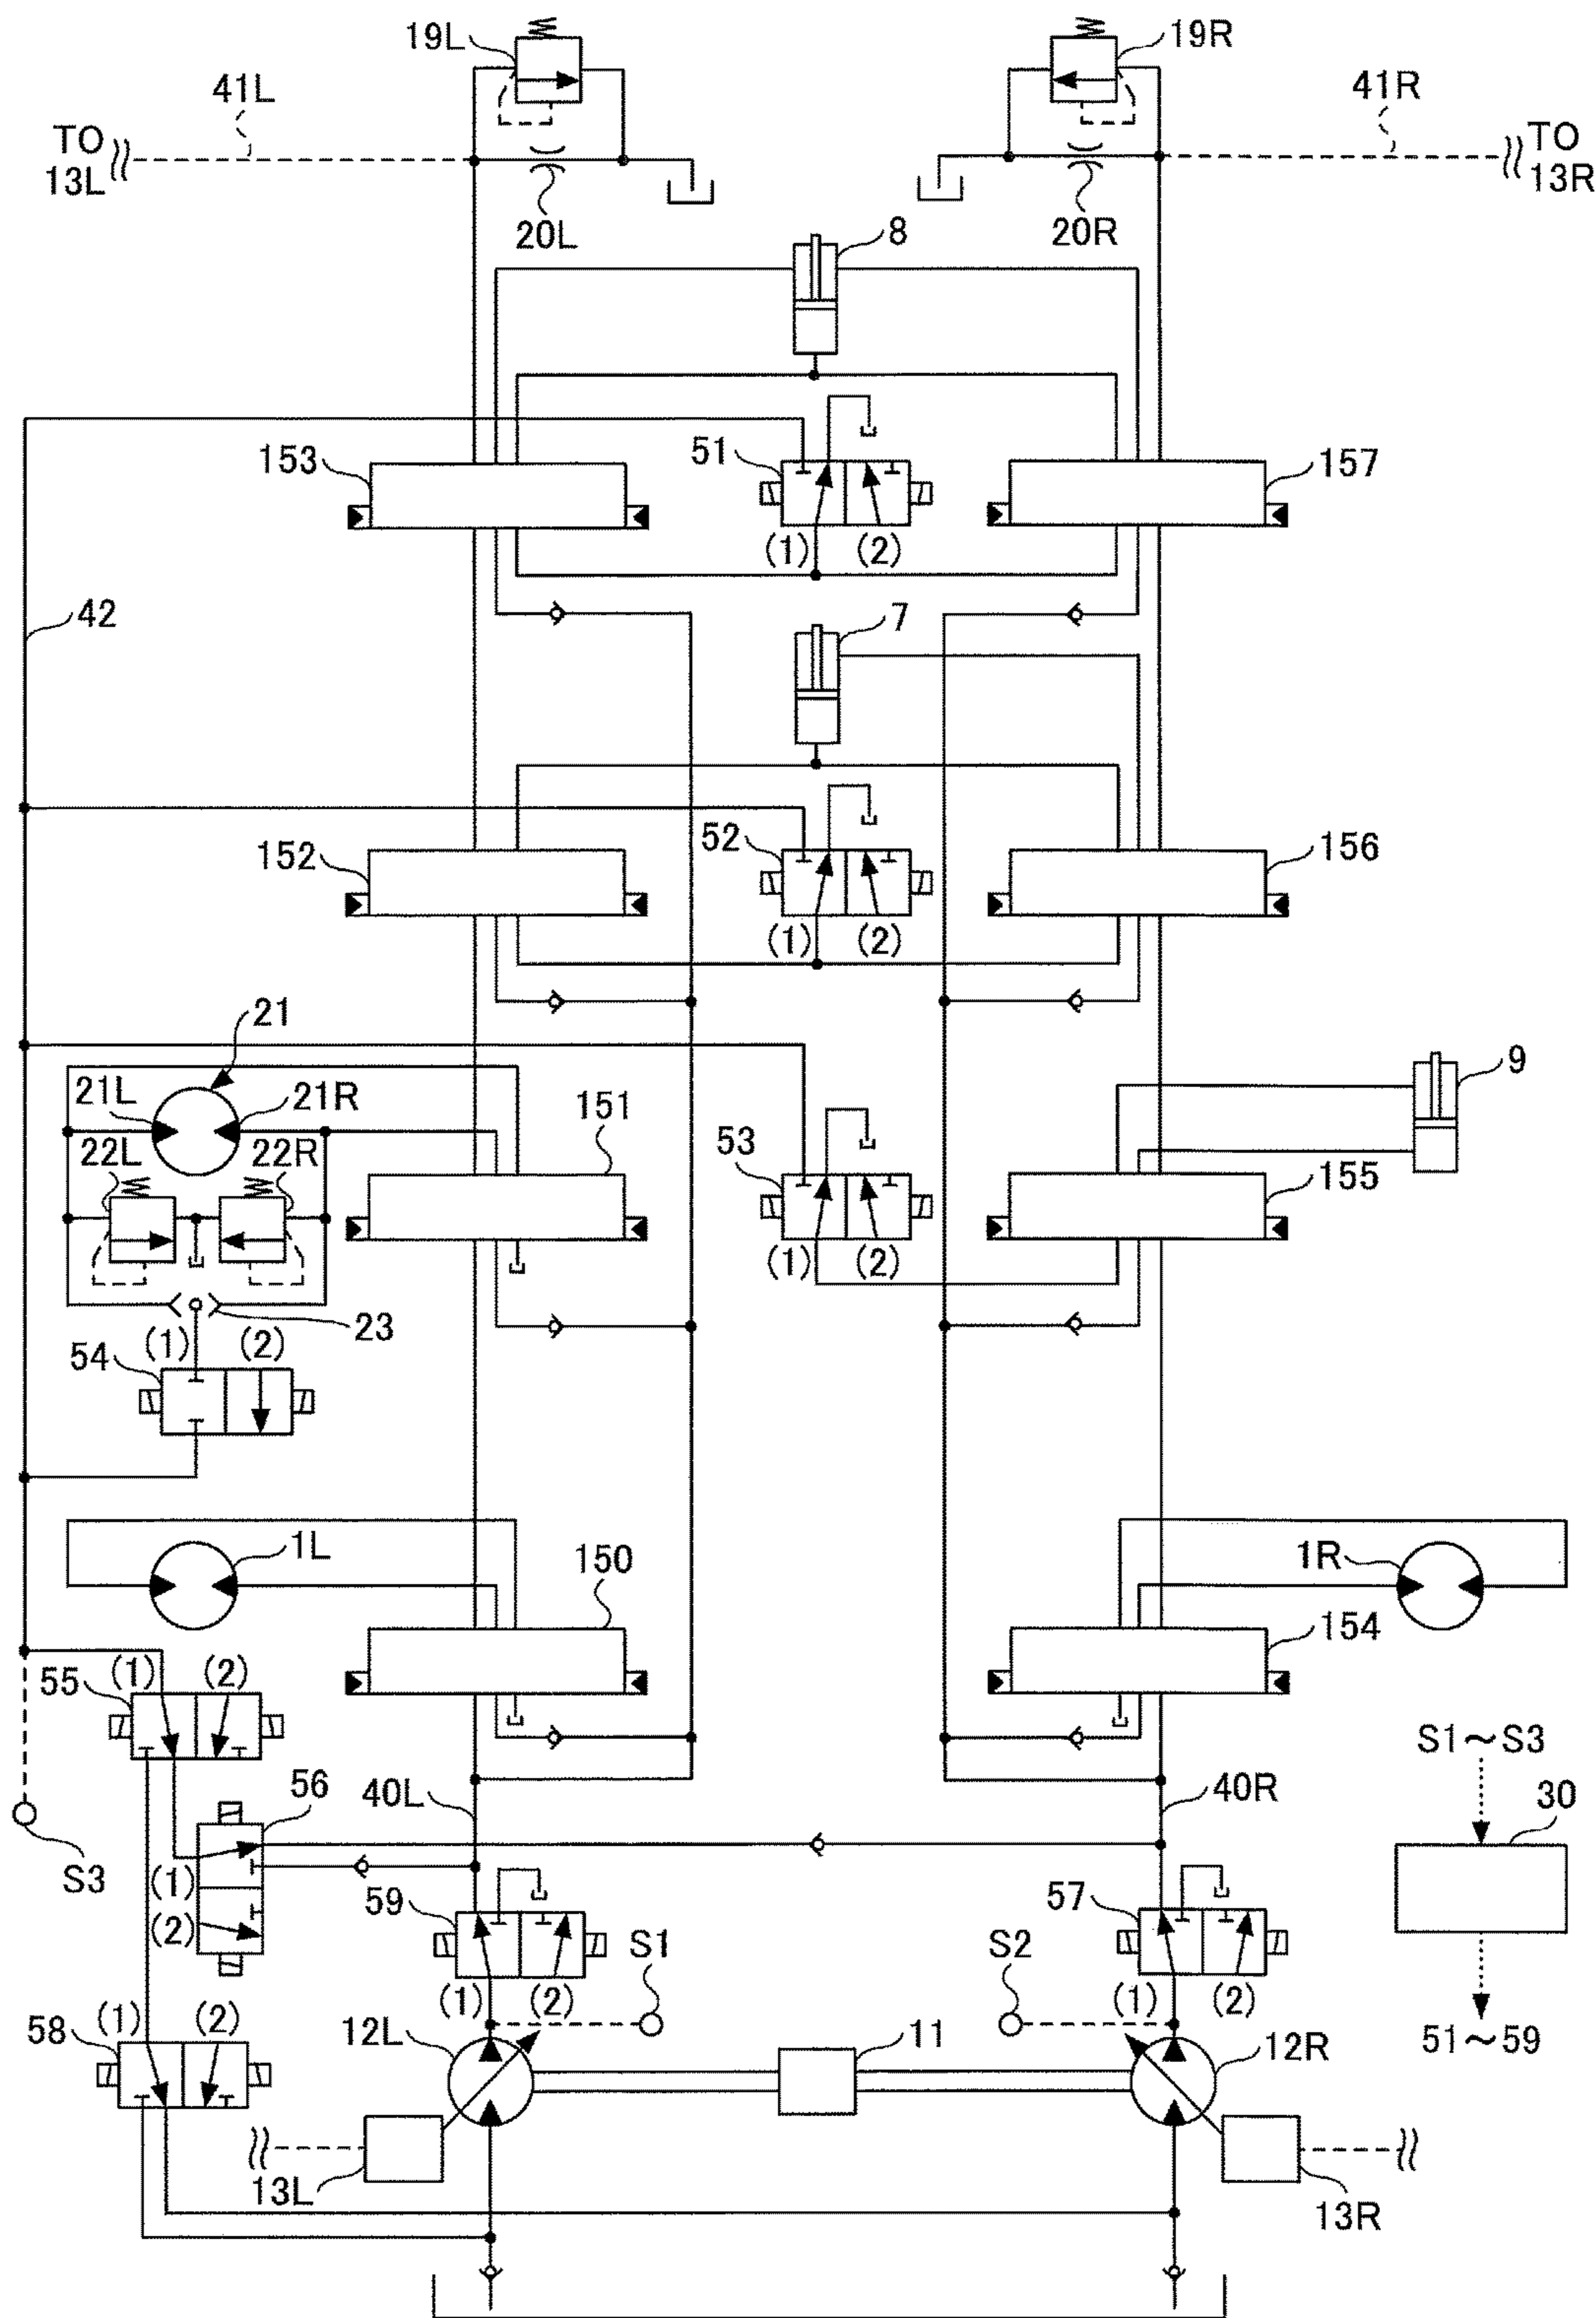 19L
19R
41L
41R
TO
13L
TO
13R
20L
20R
8
153
51
157
(1)
(2)
42
7
152
52
156
(1)
(2)
21
9
21L
21R
151
22L
22R
53
155
(1)
(2)
23
(1)
(2)
54
1L
150
1R
154
(1)
(2)
55
S1～S3
56
40L
40R
30
S3
(1)
(2)
59
57
S1
S2
(1)
(2)
(1)
(2)
(1)
(2)
58
12L
11
12R
51～59
13L
13R